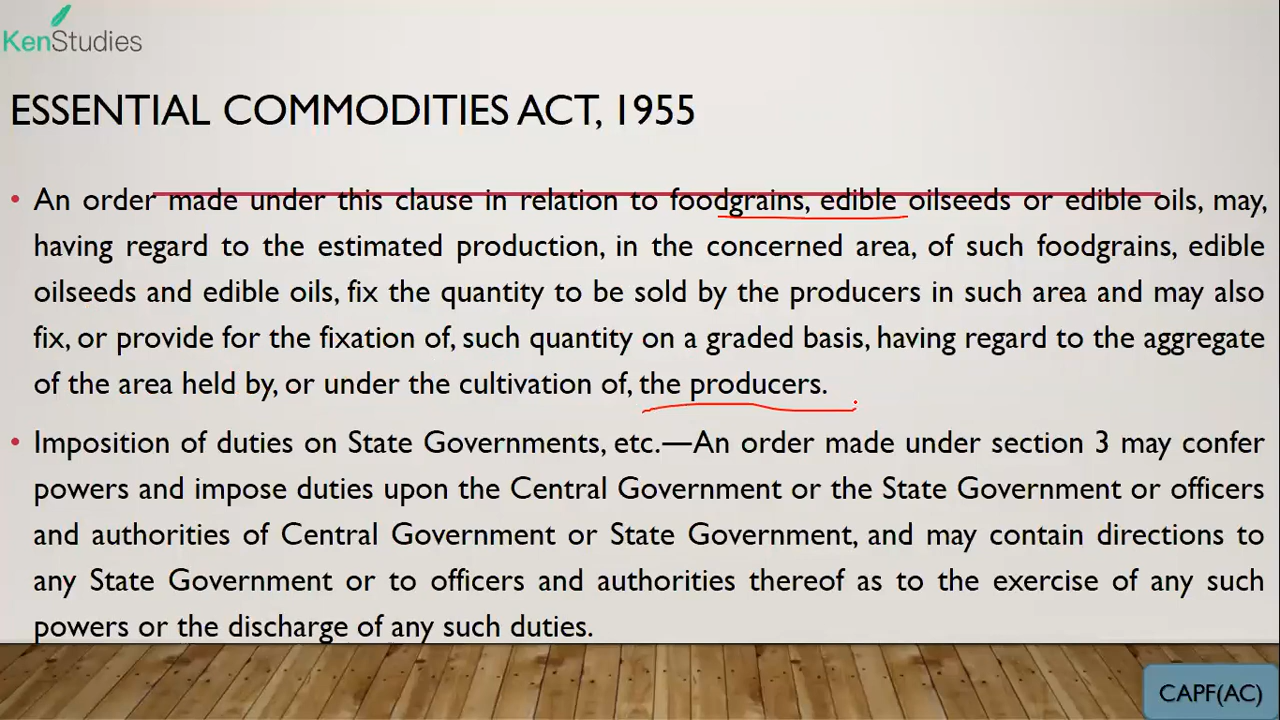 KenStudies
ESSENTIAL COMMODITIES ACT, 1955
• An order made under this clause in relation to foodgrains, edible oilseeds or edible oils, may,
having regard to the estimated production, in the concerned area, of such foodgrains, edible
oilseeds and edible oils, fix the quantity to be sold by the producers in such area and may also
fix, or provide for the fixation of, such quantity on a graded basis, having regard to the aggregate
of the area held by, or under the cultivation of, the producers.
• Imposition of duties on State Governments, etc.—An order made under section 3 may confer
powers and impose duties upon the Central Government or the State Government or officers
and authorities of Central Government or State Government, and may contain directions to
any State Government or to officers and authorities thereof as to the exercise of any such
powers or the discharge of any such duties.
CAPF(AC)